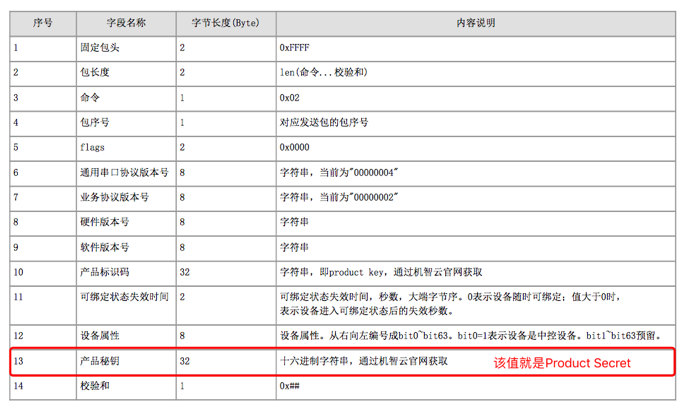 序号 字段名称 字节长度(Byte) 内容说明
1 固定包头 2 0xFFFF
2 包长度 2 len(命令...校验和)
3 命令 1 0x02
4 包序号 1 对应发送包的包序号
5 flags 2 0x0000
6 通用串口协议版本号 8 字符串，当前为"00000004"
7 业务协议版本号 8 字符串，当前为"00000002"
8 硬件版本号 8 字符串
9 软件版本号 8 字符串
10 产品标识码 32 字符串，即product key，通过机智云官网获取
11 可绑定状态失效时间 2 可绑定状态失效时间，秒数，大端字节序。0表示设备随时可绑定；值大于0时，
表示设备进入可绑定状态后的失效秒数。
12 设备属性 8 设备属性。从右向左编号成bit0~bit63。bit0=1表示设备是中控设备。bit1~bit63预留。
13 产品秘钥 32 十六进制字符串，通过机智云官网获取 该值就是Product Secret
14 校验和 1 0x##